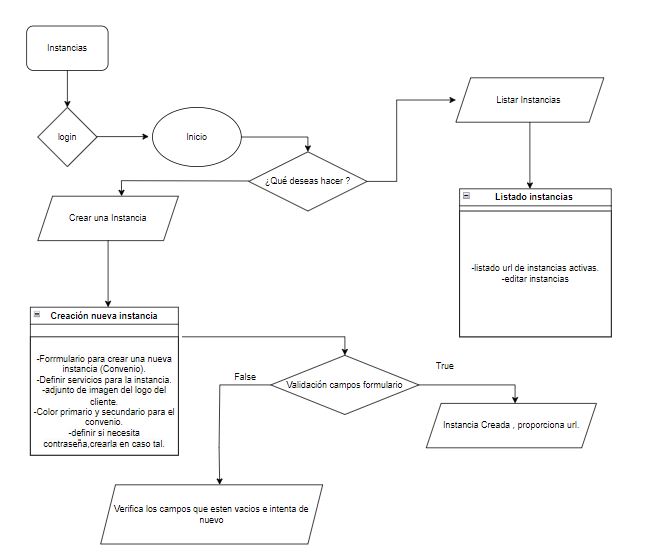 Instancias
login
Inicio
¿Qué deseas hacer ?
Listar Instancias
Listado instancias
-listado url de instancias activas.
-editar instancias
Crear una Instancia
Creación nueva instancia
-Formmulario para crear una nueva
instancia (Convenio).
-Definir servicios para la instancia.
-adjunto de imagen del logo del
cliente.
-Color primario y secundario para el
convenio.
-definir si necesita
contraseña,crearla en caso tal.
Validación campos formulario
False
True
Instancia Creada , proporciona url.
Verifica los campos que esten vacios e intenta de
nuevo